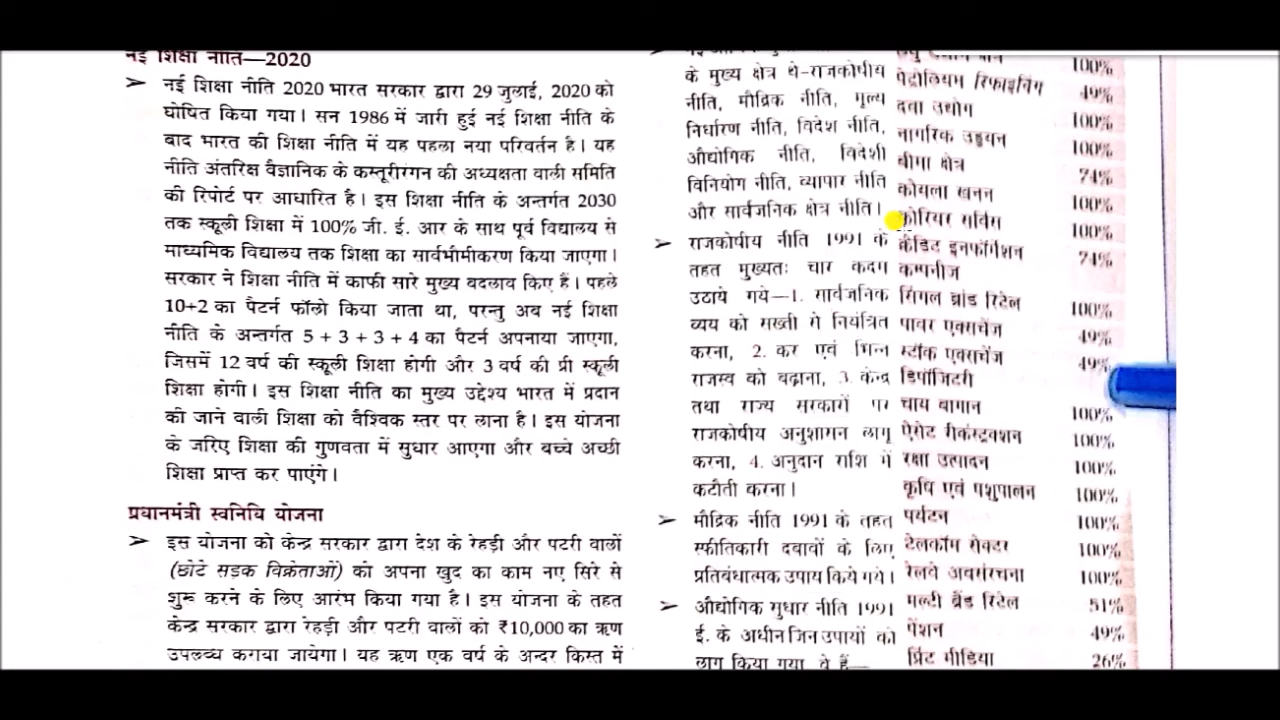 नई शिक्षा नीति—2020
➢ नई शिक्षा नीति 2020 भारत सरकार द्वारा 29 जुलाई, 2020 को
घोषित किया गया। सन 1986 में जारी हुई नई शिक्षा नीति के
बाद भारत की शिक्षा नीति में यह पहला नया परिवर्तन है। यह
नीति अंतरिक्ष वैज्ञानिक के कस्तूरीरंगन की अध्यक्षता वाली समिति
की रिपोर्ट पर आधारित है। इस शिक्षा नीति के अन्तर्गत 2030
तक स्कूली शिक्षा में 100% जी. ई. आर के साथ पूर्व विद्यालय से
माध्यमिक विद्यालय तक शिक्षा का सार्वभौमीकरण किया जाएगा।
सरकार ने शिक्षा नीति में काफी सारे मुख्य बदलाव किए हैं। पहले
10+2 का पैटर्न फॉलो किया जाता था, परन्तु अब नई शिक्षा
नीति के अन्तर्गत 5 + 3 + 3 + 4 का पैटर्न अपनाया जाएगा,
जिसमें 12 वर्ष की स्कूली शिक्षा होगी और 3 वर्ष की प्री स्कूली
शिक्षा होगी। इस शिक्षा नीति का मुख्य उद्देश्य भारत में प्रदान
की जाने वाली शिक्षा को वैश्विक स्तर पर लाना है। इस योजना
के जरिए शिक्षा की गुणवता में सुधार आएगा और बच्चे अच्छी
शिक्षा प्राप्त कर पाएंगे।
प्रधानमंत्री स्वनिधि योजना
➢ इस योजना को केन्द्र सरकार द्वारा देश के रेहड़ी और पटरी वालों
(छोटे सड़क विक्रेताओं) को अपना खुद का काम नए सिरे से
शुरू करने के लिए आरंभ किया गया है। इस योजना के तहत
केन्द्र सरकार द्वारा रेहड़ी और पटरी वालों को ₹10,000 का ऋण
उपलब्ध कराया जायेगा। यह ऋण एक वर्ष के अन्दर किस्त में
के मुख्य क्षेत्र थे-राजकोषीय
नीति, मौद्रिक नीति, मूल्य
निर्धारण नीति, विदेश नीति,
औद्योगिक नीति, विदेशी
विनियोग नीति, व्यापार नीति
और सार्वजनिक क्षेत्र नीति।
➢ राजकोषीय नीति 1991 के
तहत मुख्यतः चार कदम
उठाये गये—1. सार्वजनिक
व्यय को सख्ती से नियंत्रित
करना, 2. कर एवं भिन्न
राजस्व को बढ़ाना, 3. केन्द्र
तथा राज्य सरकारों पर
राजकोषीय अनुशासन लागू
करना, 4. अनुदान राशि में
कटौती करना।
➢ मौद्रिक नीति 1991 के तहत
स्फीतिकारी दबावों के लिए
प्रतिबंधात्मक उपाय किये गये।
➢ औद्योगिक सुधार नीति 1991
ई. के अधीन जिन उपायों को
लागू किया गया वे हैं—
100%
पेट्रोलियम रिफाइनिंग 49%
दवा उद्योग 100%
नागरिक उड्डयन 100%
बीमा क्षेत्र 74%
कोयला खनन 100%
कोरियर सर्विस 100%
क्रेडिट इनफॉर्मेशन 74%
कम्पनीज
सिंगल ब्रांड रिटेल 100%
पावर एक्सचेंज 49%
स्टॉक एक्सचेंज 49%
डिपॉजिटरी
चाय बागान 100%
ऐसेट रीकंस्ट्रक्शन 100%
रक्षा उत्पादन 100%
कृषि एवं पशुपालन 100%
पर्यटन 100%
टेलकॉम सेक्टर 100%
रेलवे अवसंरचना 100%
मल्टी ब्रैंड रिटेल 51%
पेंशन 49%
प्रिंट मीडिया 26%